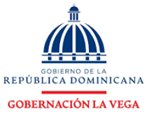 GOBIERNO DE LA
REPÚBLICA DOMINICANA
GOBERNACIÓN LA VEGA